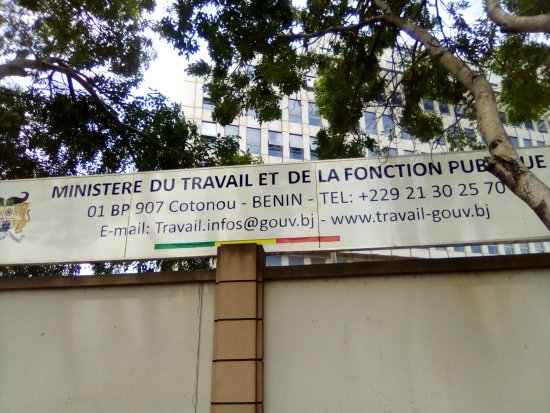 MINISTERE DU TRAVAIL ET DE LA FONCTION PUBLIQUE
01 BP 907 Cotonou - BENIN - TEL: +229 21 30 25 70
E-mail: Travail.infos@gouv.bj - www.travail-gouv.bj